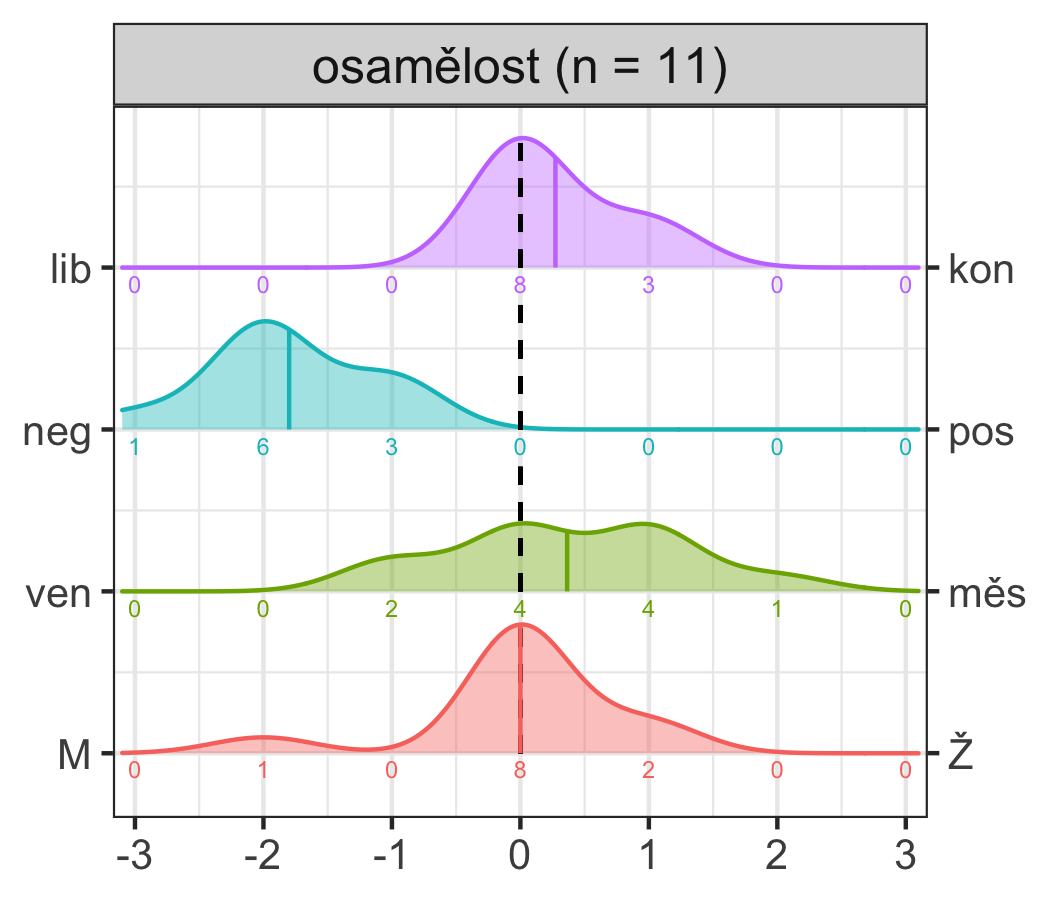 osamělost (n = 11)
lib kon
0 0 0 8 3 0 0
neg pos
1 6 3 0 0 0 0
ven měs
0 0 2 4 4 1 0
M Ž
0 1 0 8 2 0 0
-3 -2 -1 0 1 2 3